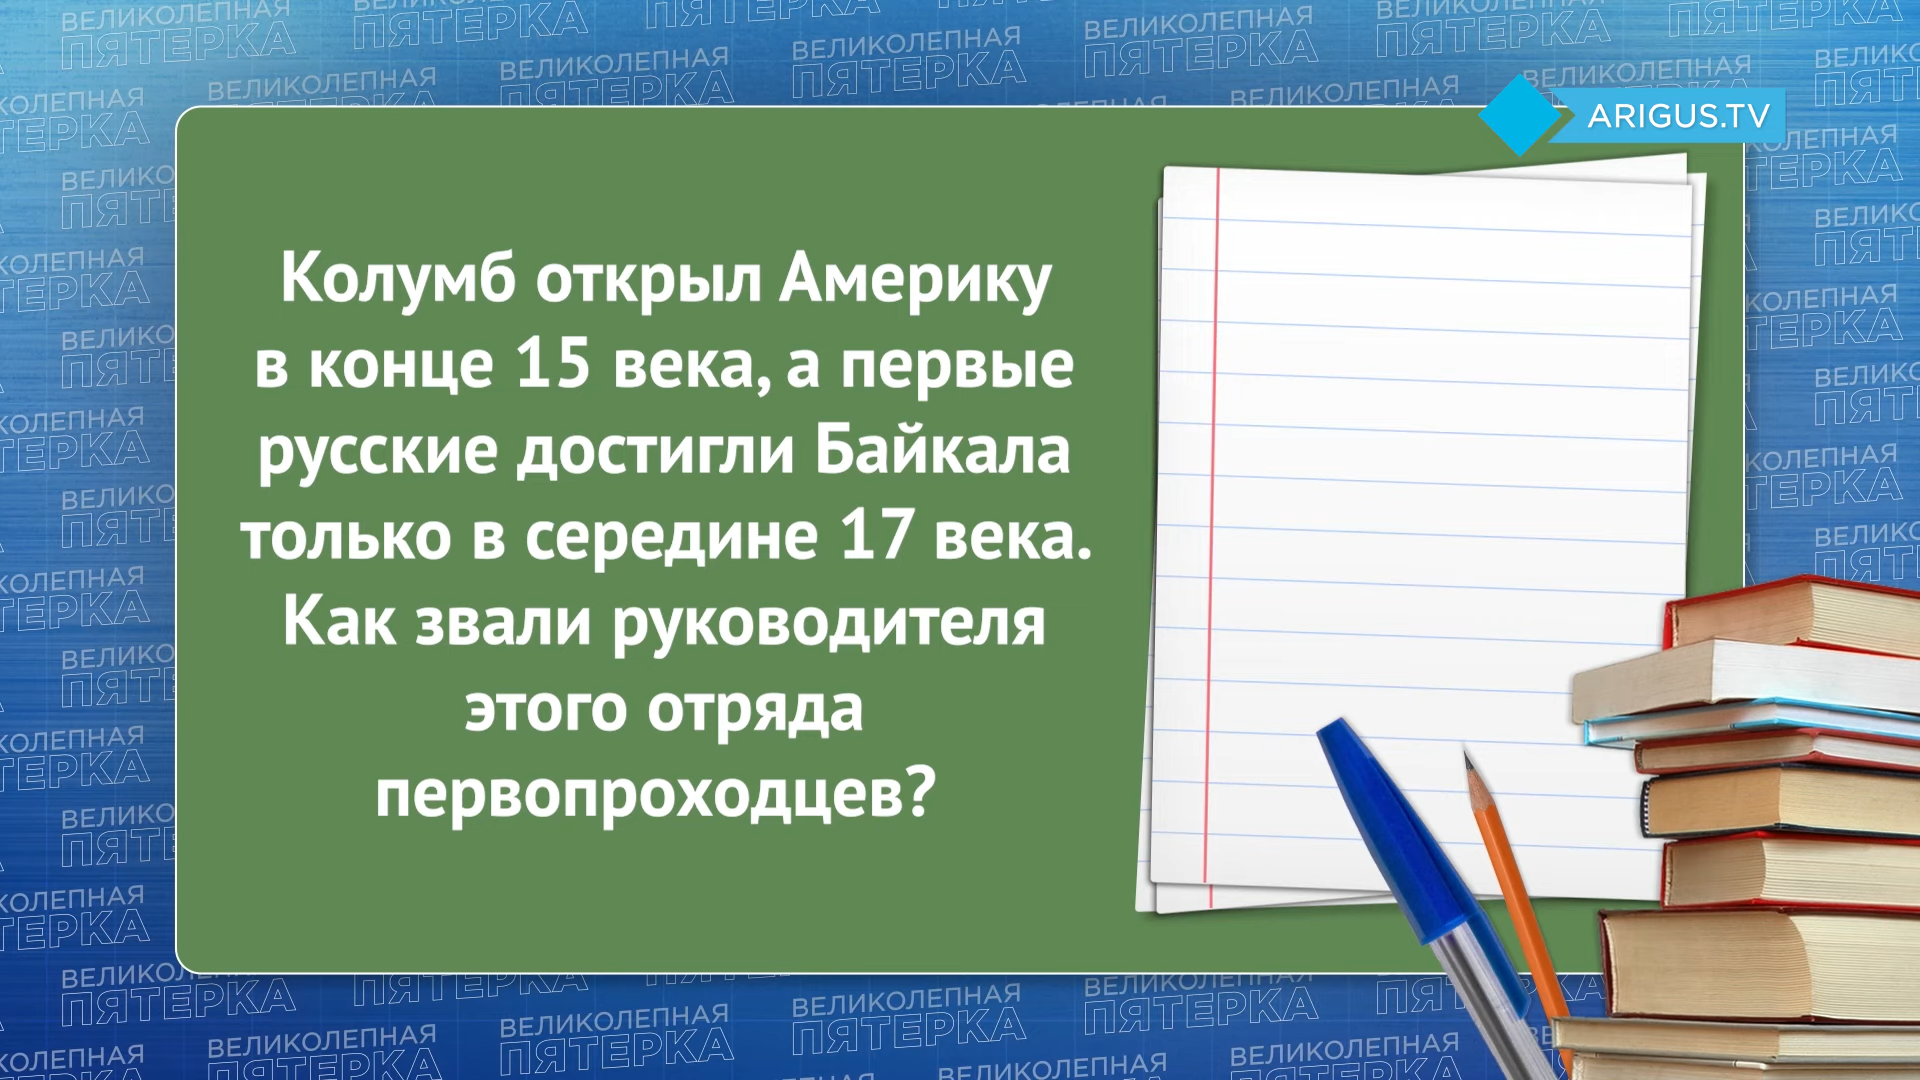 ARIGUS.TV
Колумб открыл Америку
в конце 15 века, а первые
русские достигли Байкала
только в середине 17 века.
Как звали руководителя
этого отряда
первопроходцев?
ВЕЛИКОЛЕПНАЯ
ПЯТЕРКА